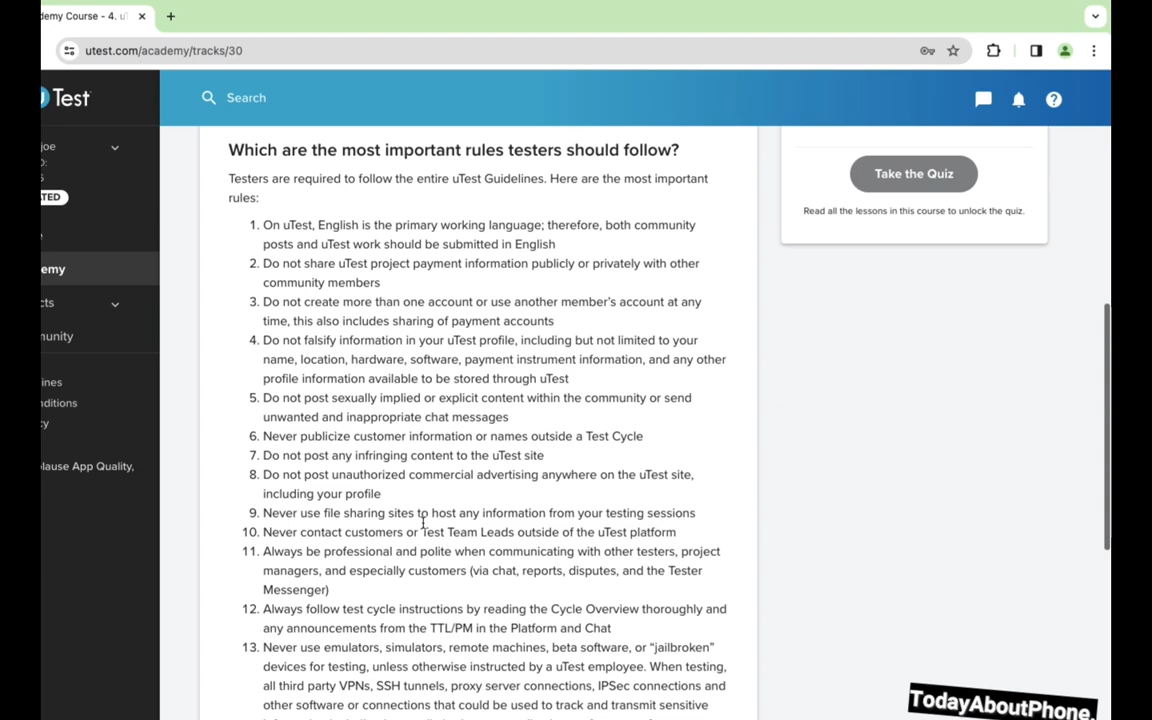 demy Course - 4. u
utest.com/academy/tracks/30
Test
Search
joe
D:
TED
emy
cts
munity
ines
nditions
cy
lause App Quality,
Which are the most important rules testers should follow?
Testers are required to follow the entire uTest Guidelines. Here are the most important
rules:
1. On uTest, English is the primary working language; therefore, both community
posts and uTest work should be submitted in English
2. Do not share uTest project payment information publicly or privately with other
community members
3. Do not create more than one account or use another member's account at any
time, this also includes sharing of payment accounts
4. Do not falsify information in your uTest profile, including but not limited to your
name, location, hardware, software, payment instrument information, and any other
profile information available to be stored through uTest
5. Do not post sexually implied or explicit content within the community or send
unwanted and inappropriate chat messages
6. Never publicize customer information or names outside a Test Cycle
7. Do not post any infringing content to the uTest site
8. Do not post unauthorized commercial advertising anywhere on the uTest site,
including your profile
9. Never use file sharing sites to host any information from your testing sessions
10. Never contact customers or Test Team Leads outside of the uTest platform
11. Always be professional and polite when communicating with other testers, project
managers, and especially customers (via chat, reports, disputes, and the Tester
Messenger)
12. Always follow test cycle instructions by reading the Cycle Overview thoroughly and
any announcements from the TTL/PM in the Platform and Chat
13. Never use emulators, simulators, remote machines, beta software, or “jailbroken”
devices for testing, unless otherwise instructed by a uTest employee. When testing,
all third party VPNs, SSH tunnels, proxy server connections, IPSec connections and
other software or connections that could be used to track and transmit sensitive
Take the Quiz
Read all the lessons in this course to unlock the quiz.
TodayAboutPhone.